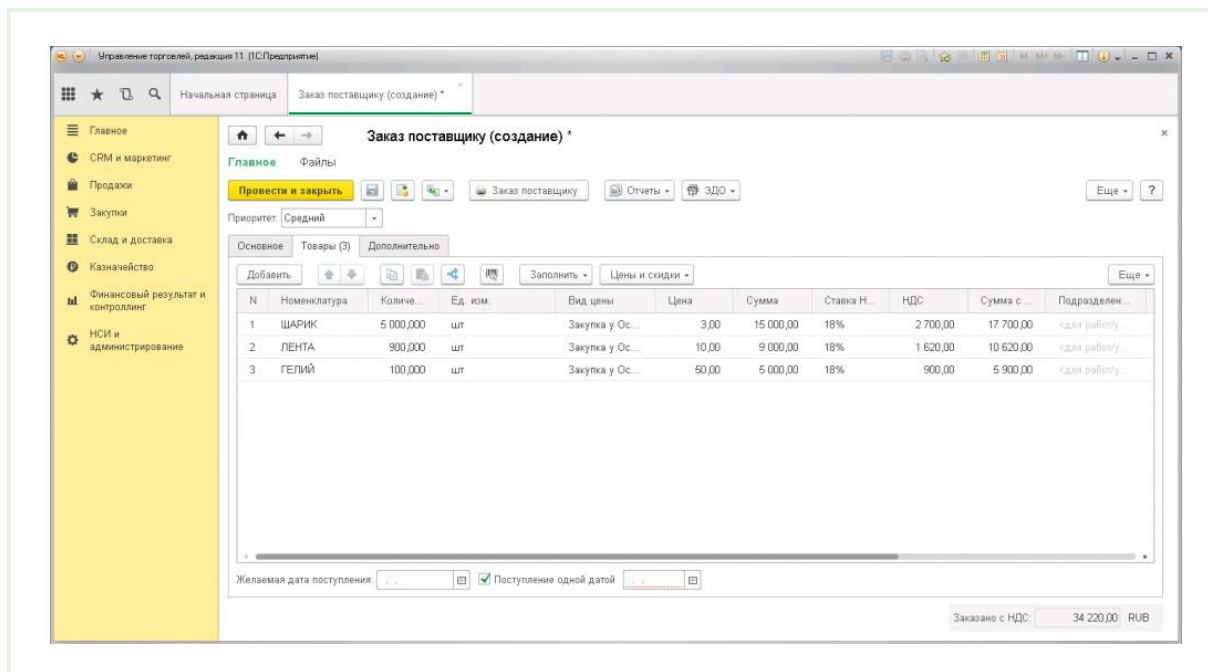 Управление торговлей, редакция 11 (1С:Предприятие)
M M+ M-
Начальная страница
Заказ поставщику (создание) *
Главное
CRM и маркетинг
Продажи
Закупки
Склад и доставка
Казначейство
Финансовый результат и
контроллинг
НСИ и
администрирование
Заказ поставщику (создание) *
Главное Файлы
Провести и закрыть Заказ поставщику Отчеты ЭДО Еще ?
Приоритет: Средний
Основное Товары (3) Дополнительно
Добавить Заполнить Цены и скидки Еще
N Номенклатура Количе... Ед. изм. Вид цены Цена Сумма Ставка Н... НДС Сумма с ... Подразделен...
1 ШАРИК 5 000,000 шт Закупка у Ос... 3,00 15 000,00 18% 2 700,00 17 700,00 <для работ/у...
2 ЛЕНТА 900,000 шт Закупка у Ос... 10,00 9 000,00 18% 1 620,00 10 620,00 <для работ/у...
3 ГЕЛИЙ 100,000 шт Закупка у Ос... 50,00 5 000,00 18% 900,00 5 900,00 <для работ/у...
Желаемая дата поступления: . . Поступление одной датой . .
Заказано с НДС: 34 220,00 RUB